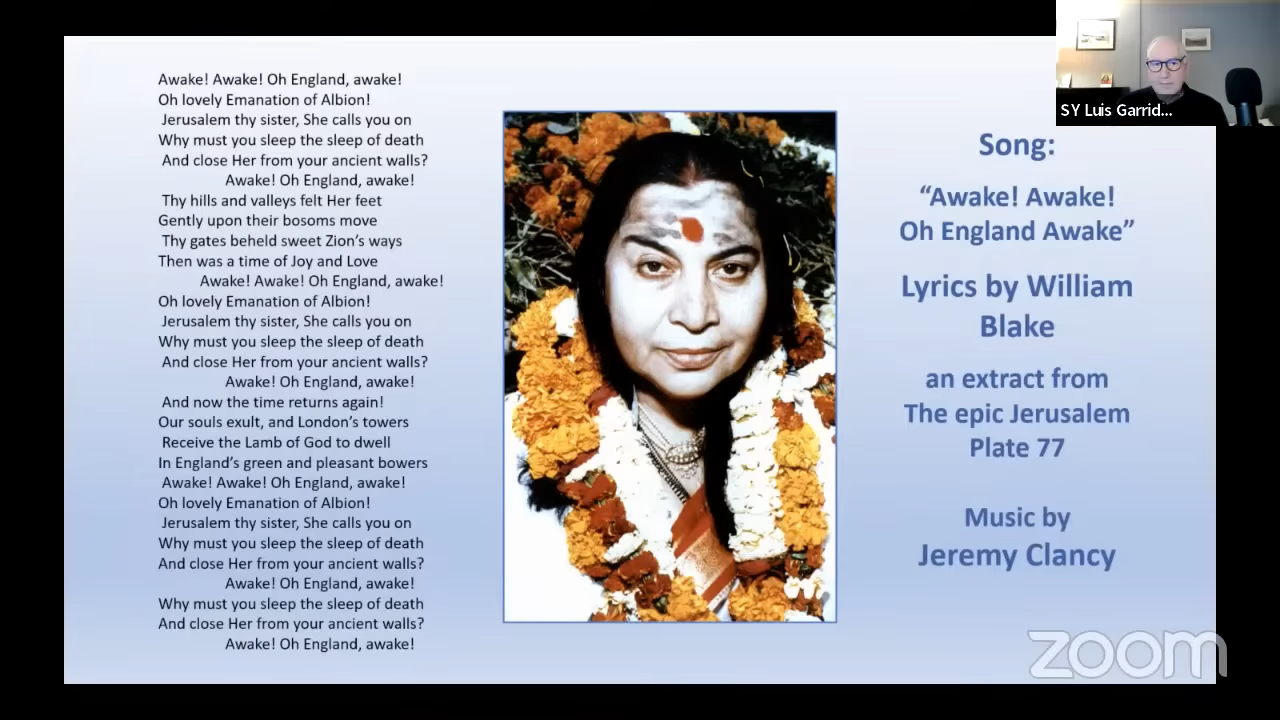 Awake! Awake! Oh England, awake!
Oh lovely Emanation of Albion!
Jerusalem thy sister, She calls you on
Why must you sleep the sleep of death
And close Her from your ancient walls?
Awake! Oh England, awake!
Thy hills and valleys felt Her feet
Gently upon their bosoms move
Thy gates beheld sweet Zion’s ways
Then was a time of Joy and Love
Awake! Awake! Oh England, awake!
Oh lovely Emanation of Albion!
Jerusalem thy sister, She calls you on
Why must you sleep the sleep of death
And close Her from your ancient walls?
Awake! Oh England, awake!
And now the time returns again!
Our souls exult, and London’s towers
Receive the Lamb of God to dwell
In England’s green and pleasant bowers
Awake! Awake! Oh England, awake!
Oh lovely Emanation of Albion!
Jerusalem thy sister, She calls you on
Why must you sleep the sleep of death
And close Her from your ancient walls?
Awake! Oh England, awake!
Why must you sleep the sleep of death
And close Her from your ancient walls?
Awake! Oh England, awake!
SY Luis Garrid...
Song:
“Awake! Awake!
Oh England Awake”
Lyrics by William
Blake
an extract from
The epic Jerusalem
Plate 77
Music by
Jeremy Clancy
zoom